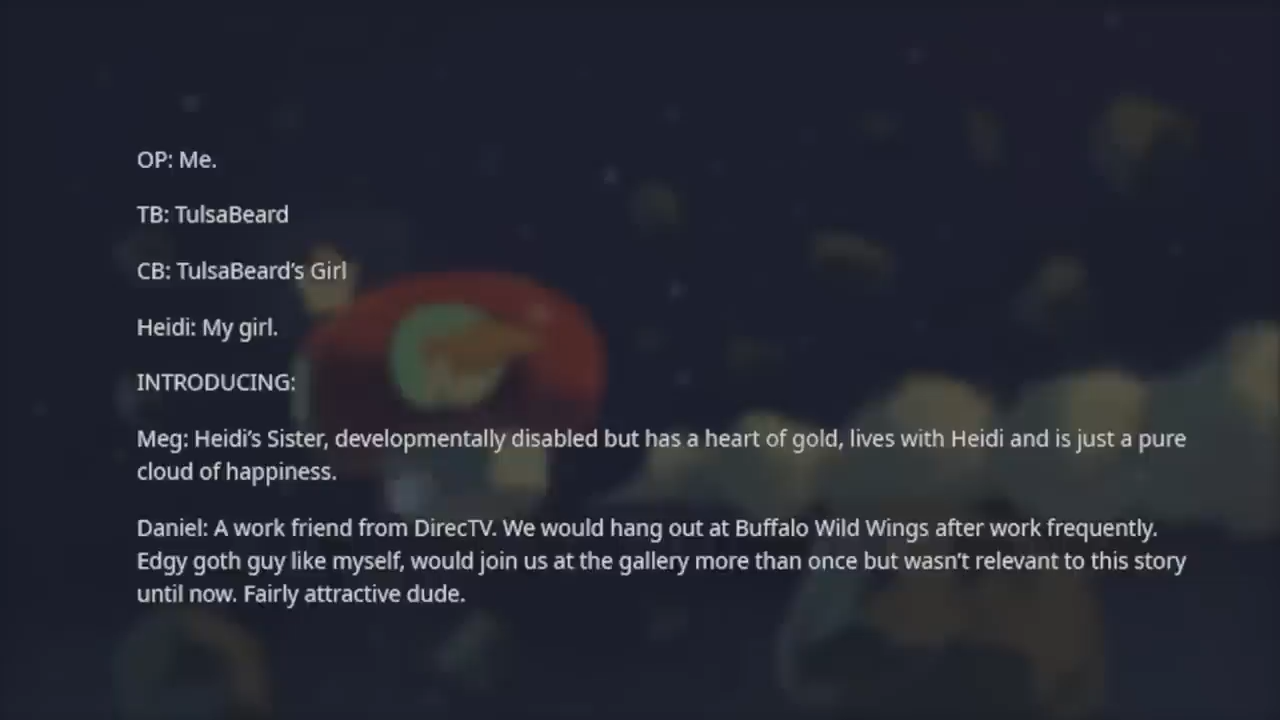 OP: Me.
TB: TulsaBeard
CB: TulsaBeard’s Girl
Heidi: My girl.
INTRODUCING:
Meg: Heidi’s Sister, developmentally disabled but has a heart of gold, lives with Heidi and is just a pure
cloud of happiness.
Daniel: A work friend from DirecTV. We would hang out at Buffalo Wild Wings after work frequently.
Edgy goth guy like myself, would join us at the gallery more than once but wasn’t relevant to this story
until now. Fairly attractive dude.